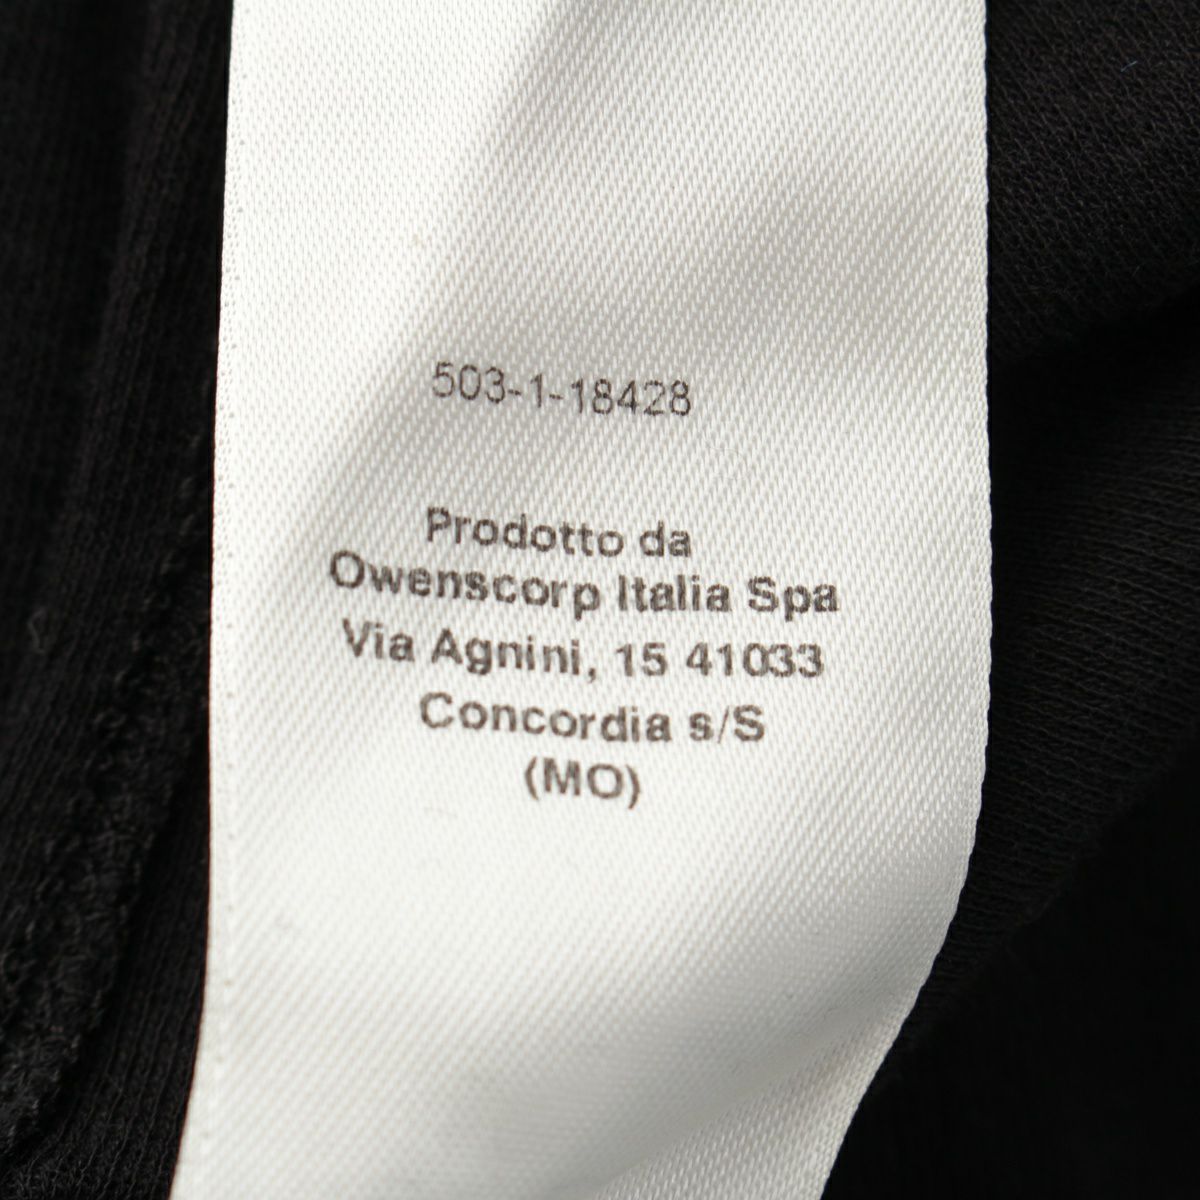 503-1-18428
Prodotto da
Owenscorp Italia Spa
Via Agnini, 15 41033
Concordia s/S
(MO)